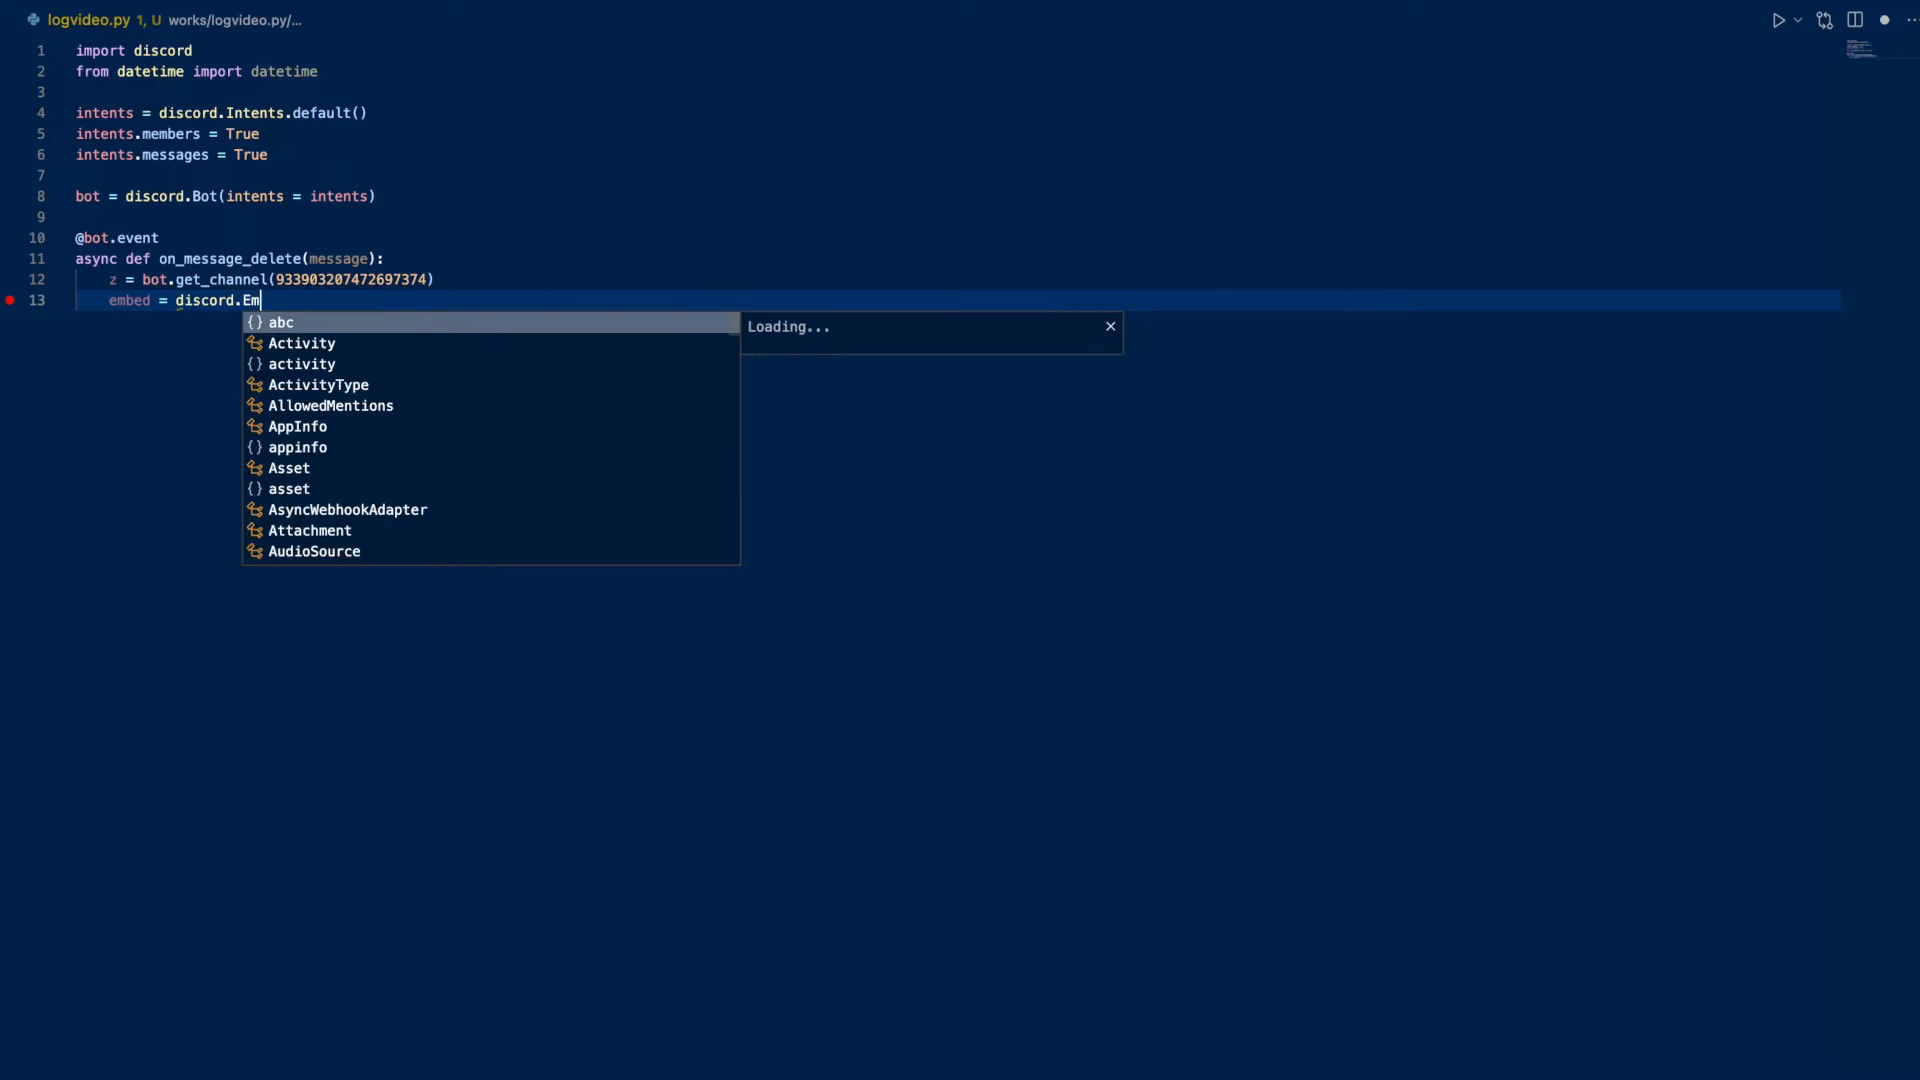 logvideo.py 1, U works/logvideo.py/...
1 import discord
2 from datetime import datetime
3
4 intents = discord.Intents.default()
5 intents.members = True
6 intents.messages = True
7
8 bot = discord.Bot(intents = intents)
9
10 @bot.event
11 async def on_message_delete(message):
12 z = bot.get_channel(933903207472697374)
13 embed = discord.Em
{} abc
Loading...
Activity
{} activity
ActivityType
AllowedMentions
AppInfo
{} appinfo
Asset
{} asset
AsyncWebhookAdapter
Attachment
AudioSource